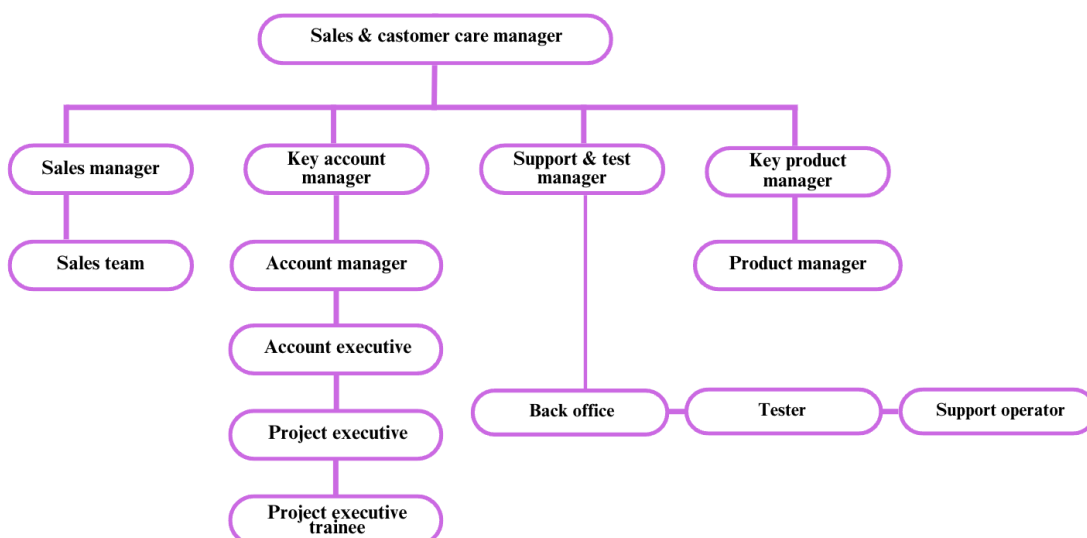 Sales & castomer care manager
Sales manager
Key account
manager
Support & test
manager
Key product
manager
Sales team
Account manager
Product manager
Account executive
Back office
Tester
Support operator
Project executive
Project executive
trainee